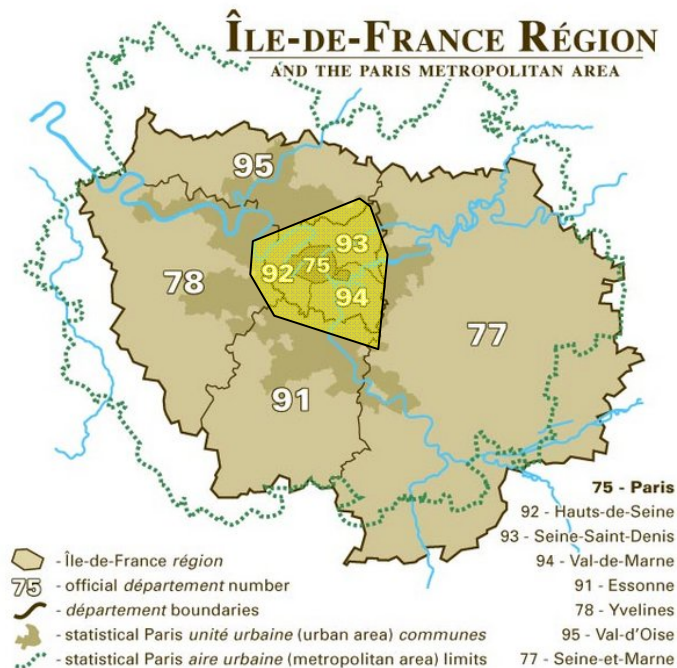 ÎLE-DE-FRANCE RÉGION
AND THE PARIS METROPOLITAN AREA
95
93
92
75
78
94
77
91
75 - Paris
92 - Hauts-de-Seine
93 - Seine-Saint-Denis
94 - Val-de-Marne
91 - Essonne
78 - Yvelines
95 - Val-d'Oise
77 - Seine-et-Marne
- Île-de-France région
75 - official département number
- département boundaries
- statistical Paris unité urbaine (urban area) communes
- statistical Paris aire urbaine (metropolitan area) limits